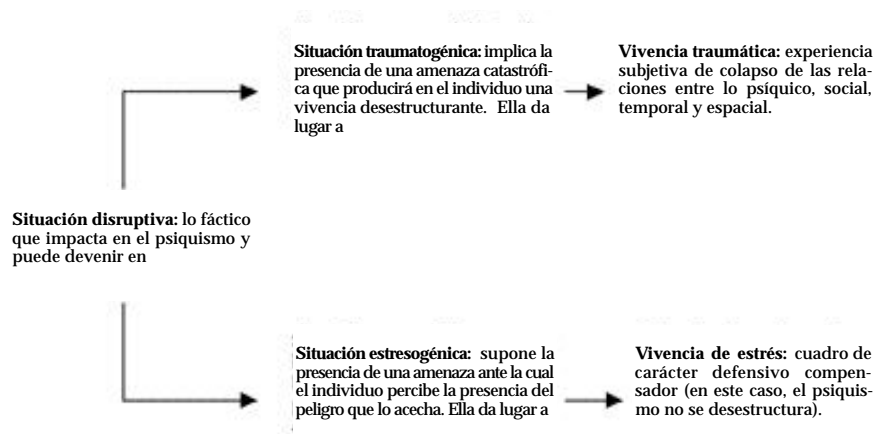 Situación traumatogénica: implica la
presencia de una amenaza catastrófi-
ca que producirá en el individuo una
vivencia desestructurante. Ella da
lugar a
Vivencia traumática: experiencia
subjetiva de colapso de las rela-
ciones entre lo psíquico, social,
temporal y espacial.
Situación disruptiva: lo fáctico
que impacta en el psiquismo y
puede devenir en
Situación estresogénica: supone la
presencia de una amenaza ante la cual
el individuo percibe la presencia del
peligro que lo acecha. Ella da lugar a
Vivencia de estrés: cuadro de
carácter defensivo compen-
sador (en este caso, el psiquis-
mo no se desestructura).